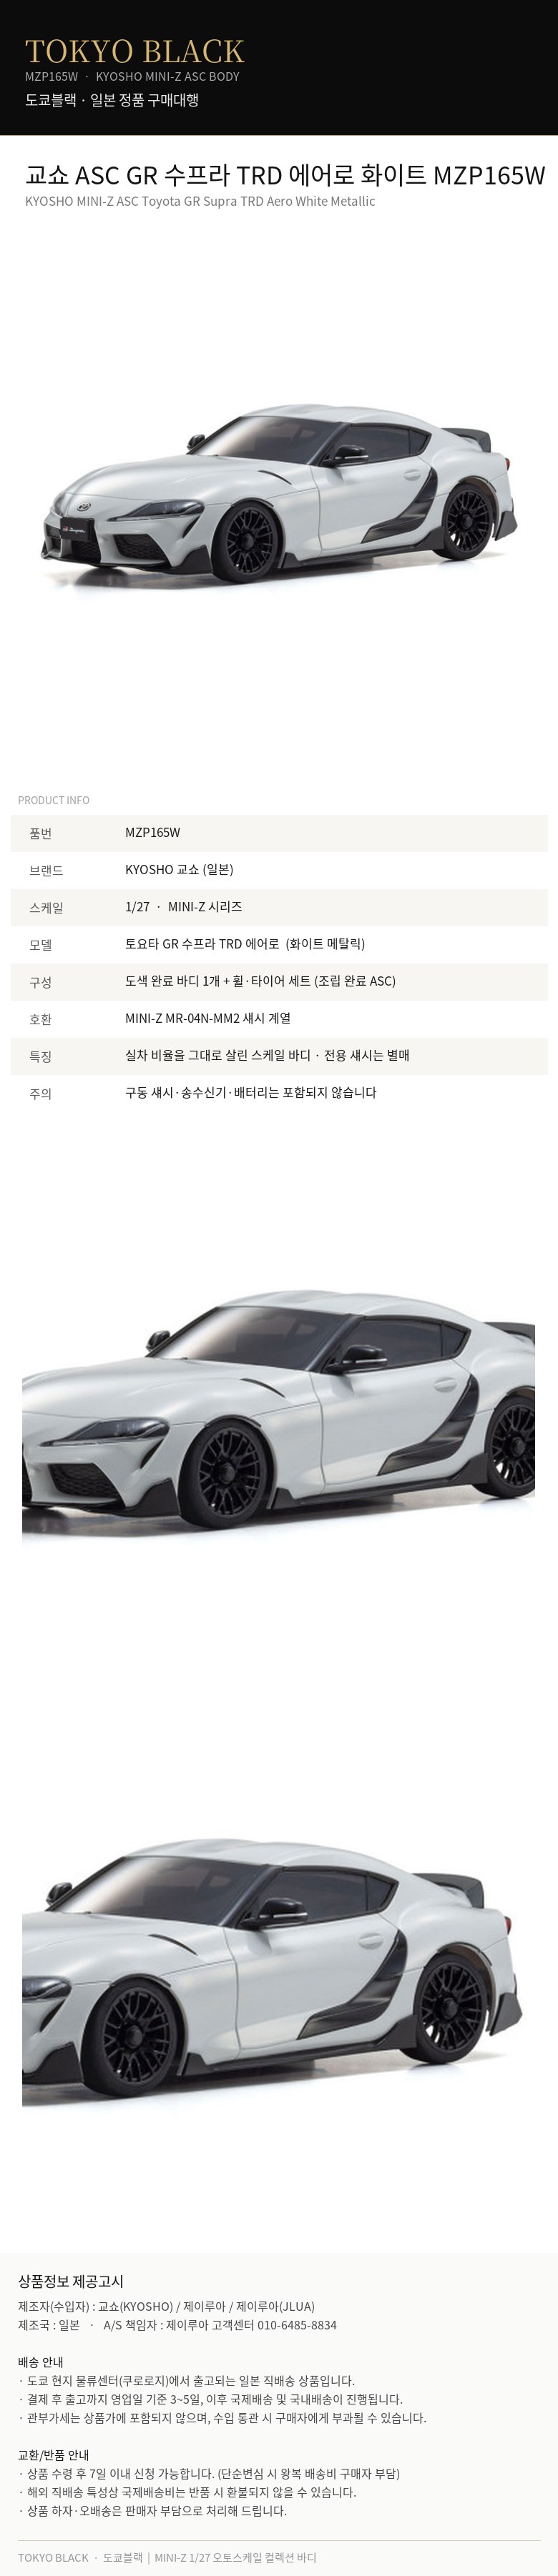 TOKYO BLACK
MZP165W · KYOSHO MINI-Z ASC BODY
도쿄블랙 · 일본 정품 구매대행
교쇼 ASC GR 수프라 TRD 에어로 화이트 MZP165W
KYOSHO MINI-Z ASC Toyota GR Supra TRD Aero White Metallic
PRODUCT INFO
품번 MZP165W
브랜드 KYOSHO 교쇼 (일본)
스케일 1/27 · MINI-Z 시리즈
모델 토요타 GR 수프라 TRD 에어로 (화이트 메탈릭)
구성 도색 완료 바디 1개 + 휠·타이어 세트 (조립 완료 ASC)
호환 MINI-Z MR-04N-MM2 섀시 계열
특징 실차 비율을 그대로 살린 스케일 바디 · 전용 섀시는 별매
주의 구동 섀시·송수신기·배터리는 포함되지 않습니다
상품정보 제공고시
제조자(수입자) : 교쇼(KYOSHO) / 제이루아 / 제이루아(JLUA)
제조국 : 일본 · A/S 책임자 : 제이루아 고객센터 010-6485-8834
배송 안내
· 도쿄 현지 물류센터(쿠로로지)에서 출고되는 일본 직배송 상품입니다.
· 결제 후 출고까지 영업일 기준 3~5일, 이후 국제배송 및 국내배송이 진행됩니다.
· 관부가세는 상품가에 포함되지 않으며, 수입 통관 시 구매자에게 부과될 수 있습니다.
교환/반품 안내
· 상품 수령 후 7일 이내 신청 가능합니다. (단순변심 시 왕복 배송비 구매자 부담)
· 해외 직배송 특성상 국제배송비는 반품 시 환불되지 않을 수 있습니다.
· 상품 하자·오배송은 판매자 부담으로 처리해 드립니다.
TOKYO BLACK · 도쿄블랙 | MINI-Z 1/27 오토스케일 컬렉션 바디